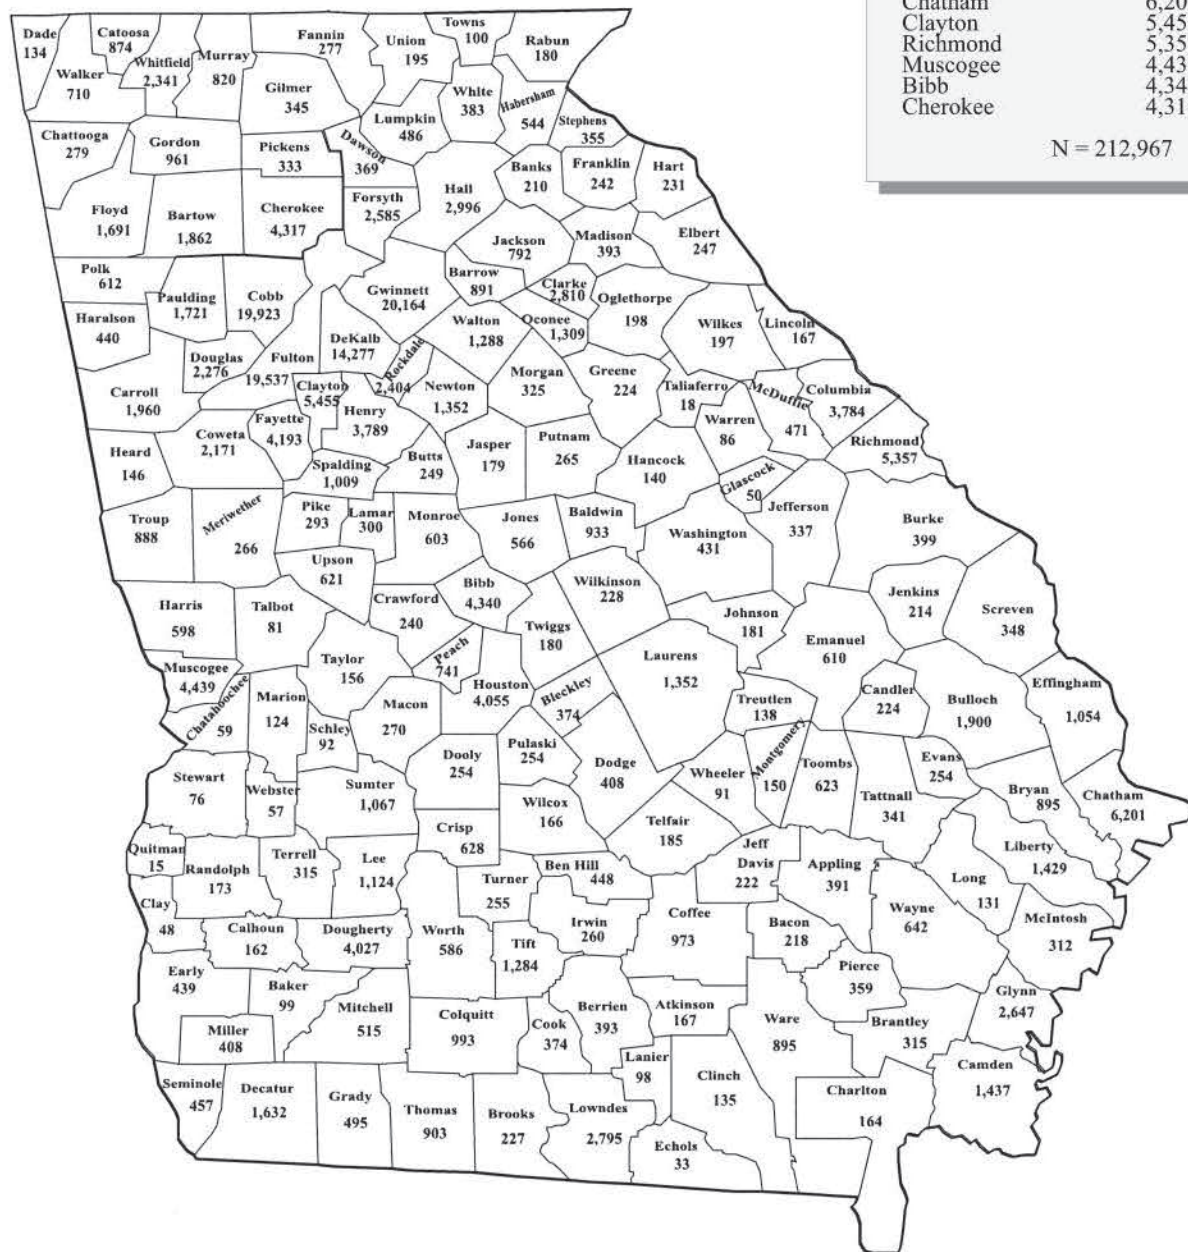 Chatham 6,20
Clayton 5,45
Richmond 5,35
Muscogee 4,43
Bibb 4,34
Cherokee 4,31
N = 212,967
Dade
134
Catoosa
874
Walker
710
Whitfield
2,341
Murray
820
Fannin
277
Gilmer
345
Union
195
Towns
100
Rabun
180
White
383
Habersham
544
Stephens
355
Lumpkin
486
Chattooga
279
Gordon
961
Pickens
333
Dawson
369
Banks
210
Franklin
242
Hart
231
Floyd
1,691
Bartow
1,862
Cherokee
4,317
Forsyth
2,585
Hall
2,996
Jackson
792
Madison
393
Elbert
247
Polk
612
Paulding
1,721
Cobb
19,923
Gwinnett
20,164
Barrow
891
Clarke
2,810
Oglethorpe
198
Haralson
440
Douglas
2,276
Fulton
19,537
DeKalb
14,277
Rockdale
2,404
Walton
1,288
Oconee
1,309
Wilkes
197
Lincoln
167
Carroll
1,960
Clayton
5,455
Newton
1,352
Morgan
325
Greene
224
Taliaferro
18
McDuffie
471
Columbia
3,784
Coweta
2,171
Fayette
4,193
Henry
3,789
Warren
86
Richmond
5,357
Heard
146
Spalding
1,009
Butts
249
Jasper
179
Putnam
265
Hancock
140
Glascock
50
Jefferson
337
Burke
399
Troup
888
Meriwether
266
Pike
293
Lamar
300
Monroe
603
Jones
566
Baldwin
933
Washington
431
Upson
621
Harris
598
Talbot
81
Crawford
240
Bibb
4,340
Wilkinson
228
Twiggs
180
Johnson
181
Jenkins
214
Screven
348
Emanuel
610
Muscogee
4,439
Chatahoochee
59
Marion
124
Taylor
156
Peach
741
Houston
4,055
Bleckley
374
Laurens
1,352
Treutlen
138
Candler
224
Bulloch
1,900
Effingham
1,054
Schley
92
Macon
270
Dooly
254
Pulaski
254
Dodge
408
Wheeler
91
Montgomery
150
Toombs
623
Tattnall
341
Evans
254
Bryan
895
Chatham
6,201
Stewart
76
Webster
57
Sumter
1,067
Wilcox
166
Telfair
185
Quitman
15
Randolph
173
Terrell
315
Lee
1,124
Crisp
628
Turner
255
Ben Hill
448
Jeff
Davis
222
Appling
391
Liberty
1,429
Long
131
Wayne
642
McIntosh
312
Clay
48
Calhoun
162
Dougherty
4,027
Worth
586
Tift
1,284
Irwin
260
Coffee
973
Bacon
218
Pierce
359
Early
439
Baker
99
Mitchell
515
Colquitt
993
Cook
374
Berrien
393
Atkinson
167
Ware
895
Brantley
315
Glynn
2,647
Miller
408
Lanier
98
Clinch
135
Charlton
164
Camden
1,437
Seminole
457
Decatur
1,632
Grady
495
Thomas
903
Brooks
227
Lowndes
2,795
Echols
33